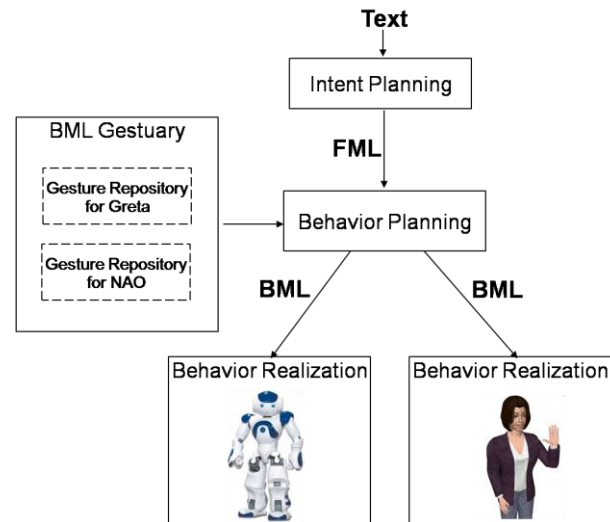 Text
Intent Planning
FML
BML Gestuary
Gesture Repository
for Greta
Gesture Repository
for NAO
Behavior Planning
BML
BML
Behavior Realization
Behavior Realization